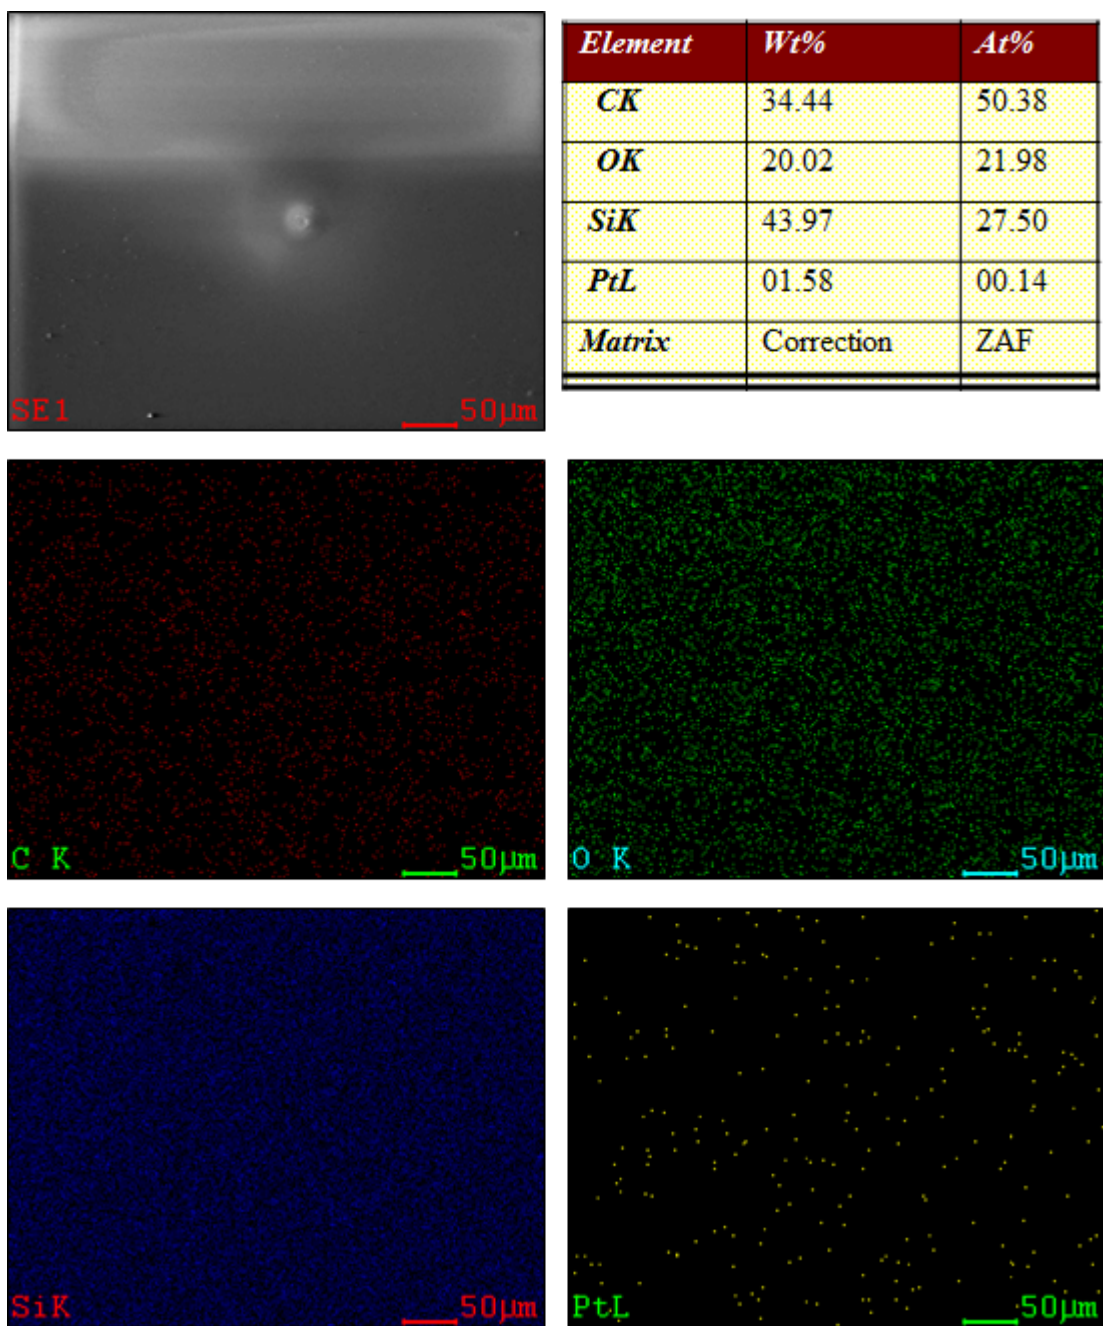 SE1 50µm
Element Wt% At%
CK 34.44 50.38
OK 20.02 21.98
SiK 43.97 27.50
PtL 01.58 00.14
Matrix Correction ZAF
C K 50µm
O K 50µm
SiK 50µm
PtL 50µm